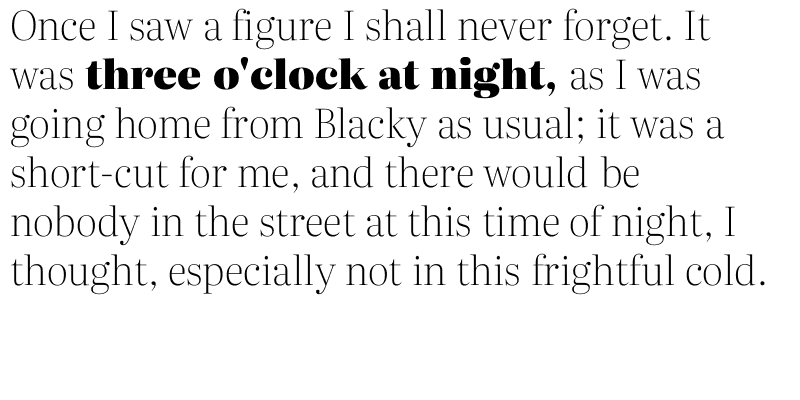 Once I saw a figure I shall never forget. It
was three o'clock at night, as I was
going home from Blacky as usual; it was a
short-cut for me, and there would be
nobody in the street at this time of night, I
thought, especially not in this frightful cold.